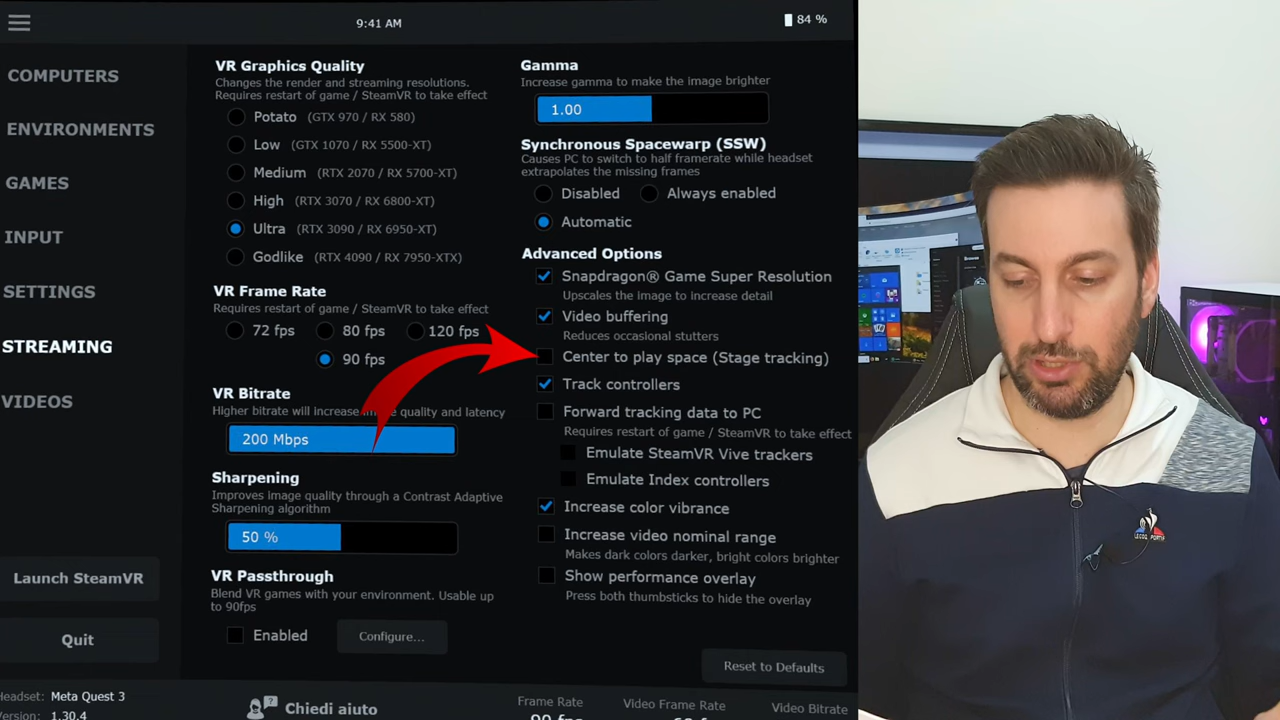 9:41 AM
84 %
COMPUTERS
ENVIRONMENTS
GAMES
INPUT
SETTINGS
STREAMING
VIDEOS
Launch SteamVR
Quit
VR Graphics Quality
Changes the render and streaming resolutions.
Requires restart of game / SteamVR to take effect
Potato (GTX 970 / RX 580)
Low (GTX 1070 / RX 5500-XT)
Medium (RTX 2070 / RX 5700-XT)
High (RTX 3070 / RX 6800-XT)
Ultra (RTX 3090 / RX 6950-XT)
Godlike (RTX 4090 / RX 7950-XTX)
VR Frame Rate
Requires restart of game / SteamVR to take effect
72 fps 80 fps 120 fps
90 fps
VR Bitrate
Higher bitrate will increase image quality and latency
200 Mbps
Sharpening
Improves image quality through a Contrast Adaptive
Sharpening algorithm
50 %
VR Passthrough
Blend VR games with your environment. Usable up
to 90fps
Enabled Configure...
Gamma
Increase gamma to make the image brighter
1.00
Synchronous Spacewarp (SSW)
Causes PC to switch to half framerate while headset
extrapolates the missing frames
Disabled Always enabled
Automatic
Advanced Options
Snapdragon® Game Super Resolution
Upscales the image to increase detail
Video buffering
Reduces occasional stutters
Center to play space (Stage tracking)
Track controllers
Forward tracking data to PC
Requires restart of game / SteamVR to take effect
Emulate SteamVR Vive trackers
Emulate Index controllers
Increase color vibrance
Increase video nominal range
Makes dark colors darker, bright colors brighter
Show performance overlay
Press both thumbsticks to hide the overlay
Reset to Defaults
Headset: Meta Quest 3
Version: 1.30.4
Chiedi aiuto
Frame Rate
Video Frame Rate
Video Bitrate
90 fps